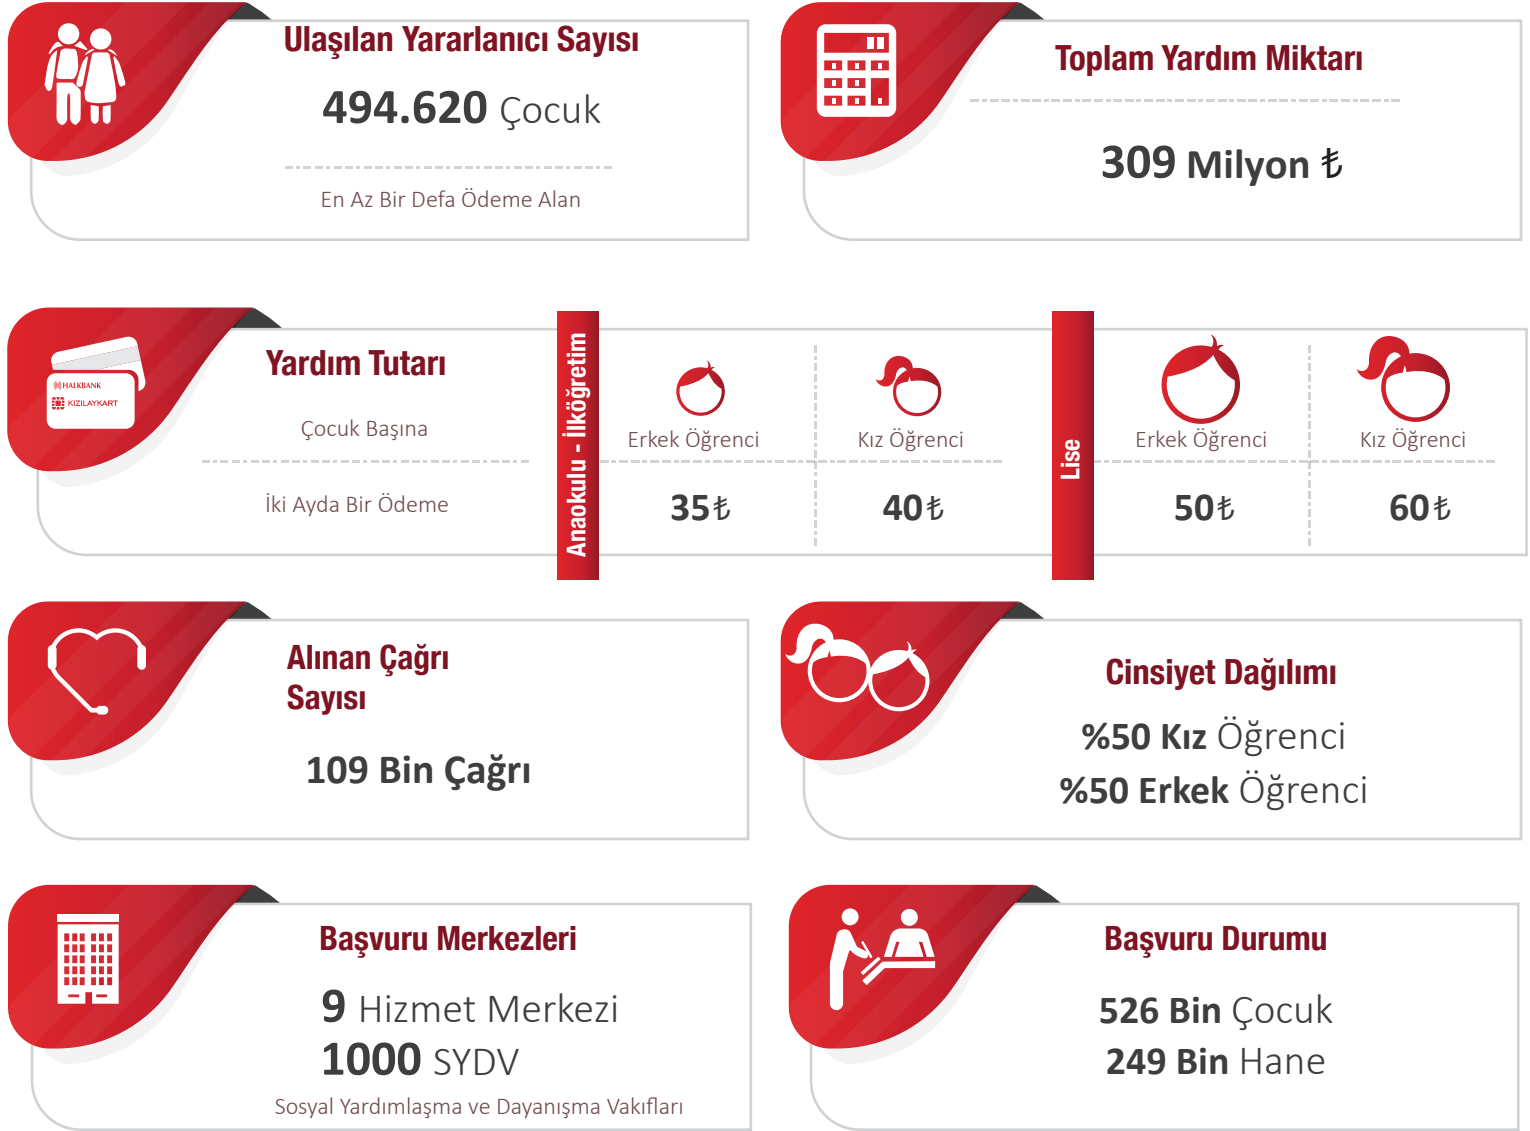 Ulaşılan Yararlanıcı Sayısı
494.620 Çocuk
En Az Bir Defa Ödeme Alan
Toplam Yardım Miktarı
309 Milyon ₺
HALKBANK
KIZILAYKART
Yardım Tutarı
Çocuk Başına
İki Ayda Bir Ödeme
Anaokulu - İlköğretim
Erkek Öğrenci
Kız Öğrenci
35₺
40₺
Lise
Erkek Öğrenci
Kız Öğrenci
50₺
60₺
Alınan Çağrı
Sayısı
109 Bin Çağrı
Cinsiyet Dağılımı
%50 Kız Öğrenci
%50 Erkek Öğrenci
Başvuru Merkezleri
9 Hizmet Merkezi
1000 SYDV
Sosyal Yardımlaşma ve Dayanışma Vakıfları
Başvuru Durumu
526 Bin Çocuk
249 Bin Hane